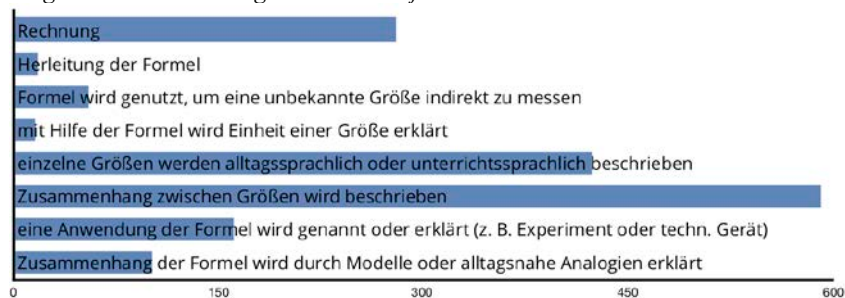 Rechnung
Herleitung der Formel
Formel wird genutzt, um eine unbekannte Größe indirekt zu messen
mit Hilfe der Formel wird Einheit einer Größe erklärt
einzelne Größen werden alltagssprachlich oder unterrichtssprachlich beschrieben
Zusammenhang zwischen Größen wird beschrieben
eine Anwendung der Formel wird genannt oder erklärt (z. B. Experiment oder techn. Gerät)
Zusammenhang der Formel wird durch Modelle oder alltagsnahe Analogien erklärt
0 150 300 450 600